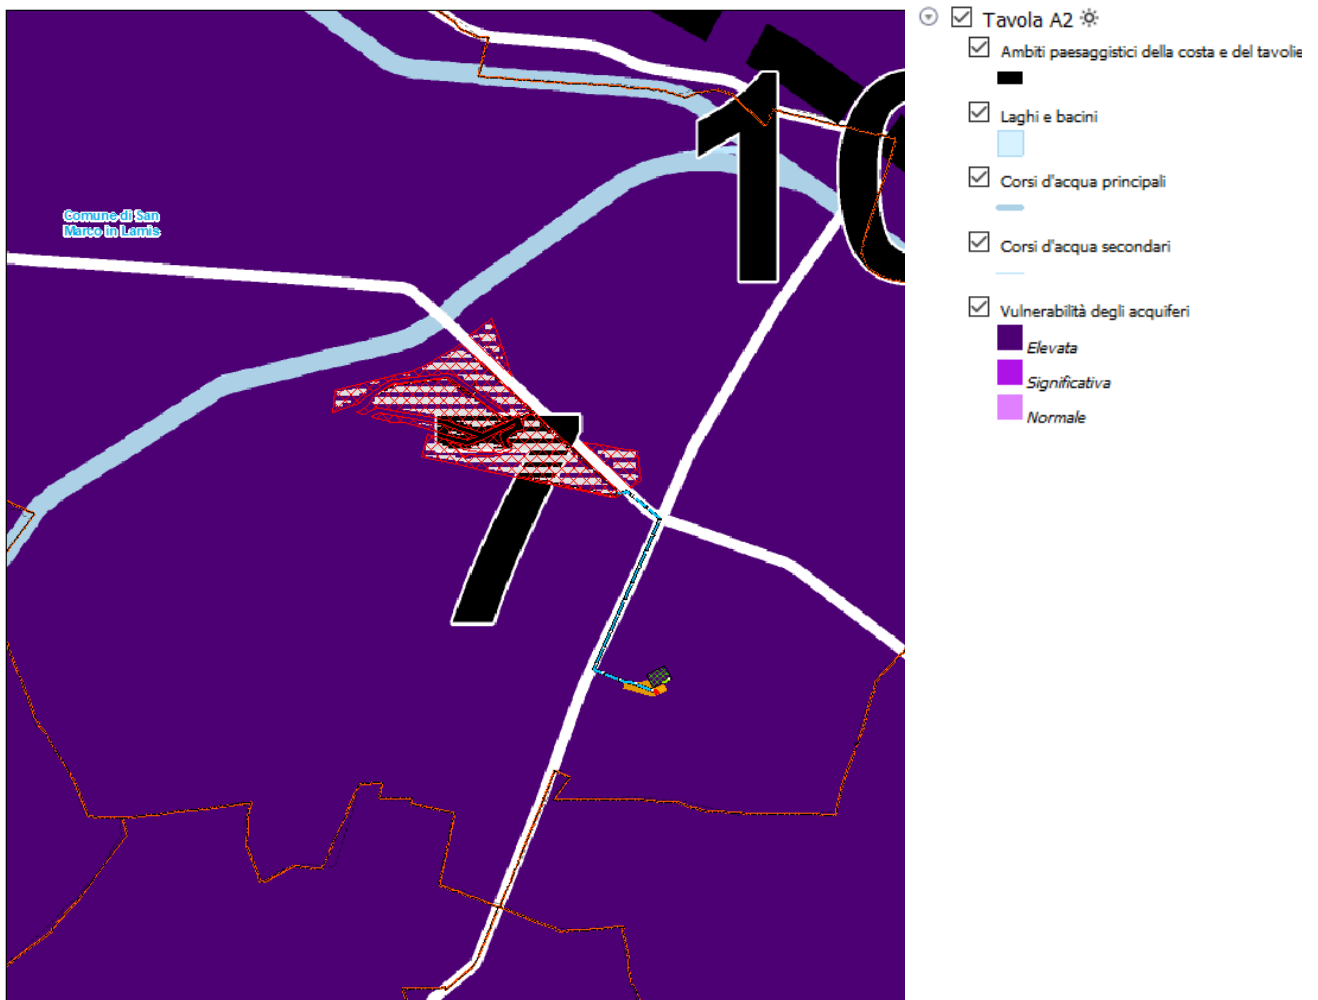 Tavola A2
Ambiti paesaggistici della costa e del tavolie
Laghi e bacini
Corsi d'acqua principali
Corsi d'acqua secondari
Vulnerabilità degli acquiferi
Elevata
Significativa
Normale
Comune di San
Marco in Lamis
10
7